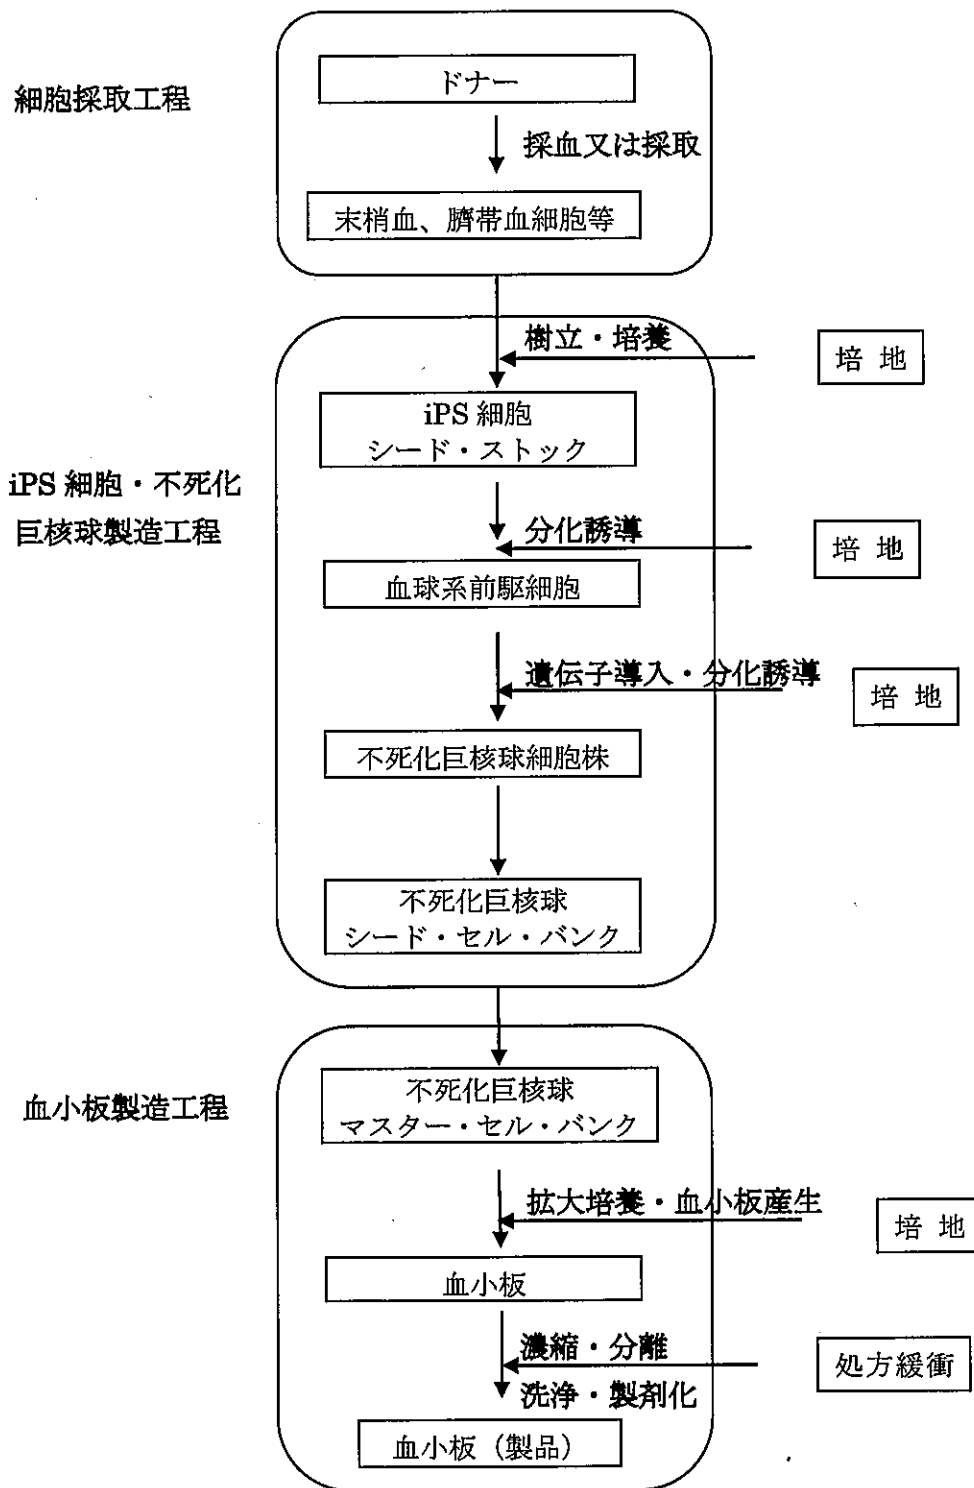 細胞採取工程
ドナー
採血又は採取
末梢血、臍帯血細胞等
樹立・培養
培 地
iPS 細胞
シード・ストック
iPS 細胞・不死化
巨核球製造工程
分化誘導
培 地
血球系前駆細胞
遺伝子導入・分化誘導
培 地
不死化巨核球細胞株
不死化巨核球
シード・セル・バンク
血小板製造工程
不死化巨核球
マスター・セル・バンク
拡大培養・血小板産生
培 地
血小板
濃縮・分離
処方緩衝
洗浄・製剤化
血小板（製品）